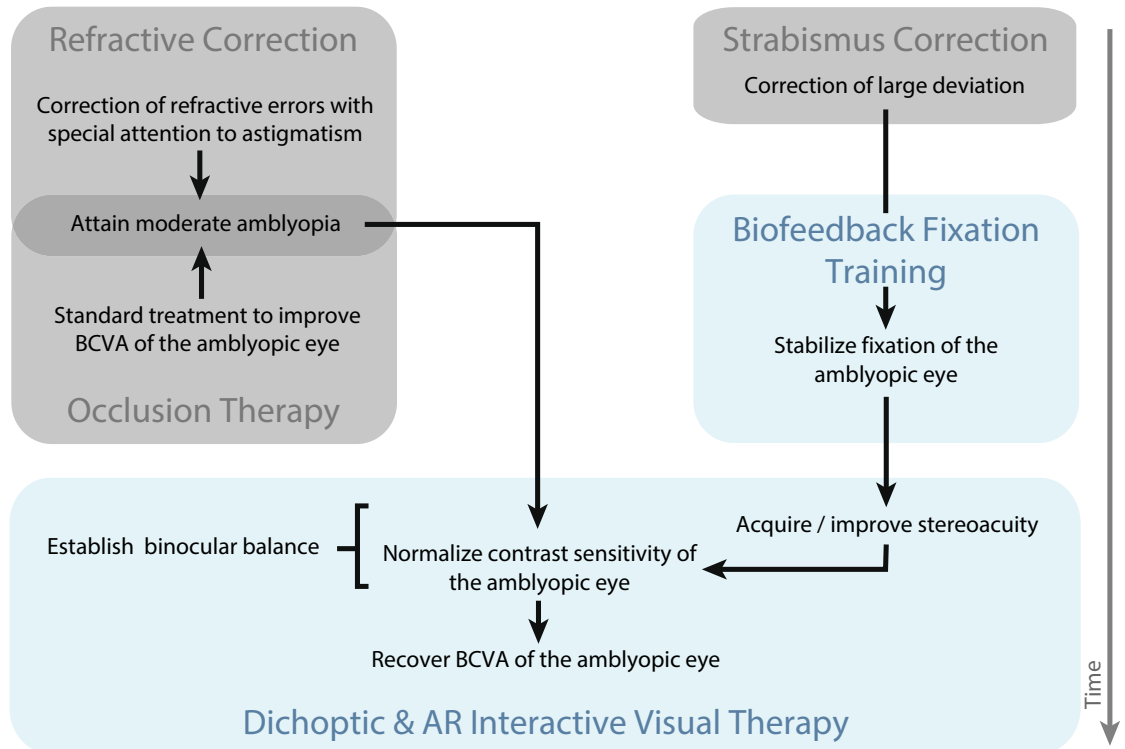 Refractive Correction
Correction of refractive errors with
special attention to astigmatism
Attain moderate amblyopia
Standard treatment to improve
BCVA of the amblyopic eye
Occlusion Therapy
Strabismus Correction
Correction of large deviation
Biofeedback Fixation
Training
Stabilize fixation of the
amblyopic eye
Acquire / improve stereoacuity
Establish binocular balance
Normalize contrast sensitivity of
the amblyopic eye
Recover BCVA of the amblyopic eye
Dichoptic & AR Interactive Visual Therapy
Time